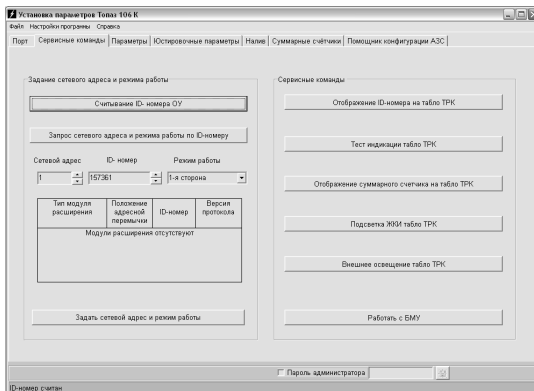 Установка параметров Топаз 106 К
Файл Настройки программы Справка
Порт Сервисные команды Параметры Юстировочные параметры Налив Суммарные счётчики Помощник конфигурации АЗС
Задание сетевого адреса и режима работы
Считывание ID- номера ОУ
Запрос сетевого адреса и режима работы по ID-номеру
Сетевой адрес ID- номер Режим работы
1 157361 1-я сторона
Тип модуля расширения Положение адресной перемычки ID-номер Версия протокола
Модули расширения отсутствуют
Задать сетевой адрес и режим работы
Сервисные команды
Отображение ID-номера на табло ТРК
Тест индикации табло ТРК
Отображение суммарного счетчика на табло ТРК
Подсветка ЖКИ табло ТРК
Внешнее освещение табло ТРК
Работать с БМУ
Пароль администратора
ID-номер считан